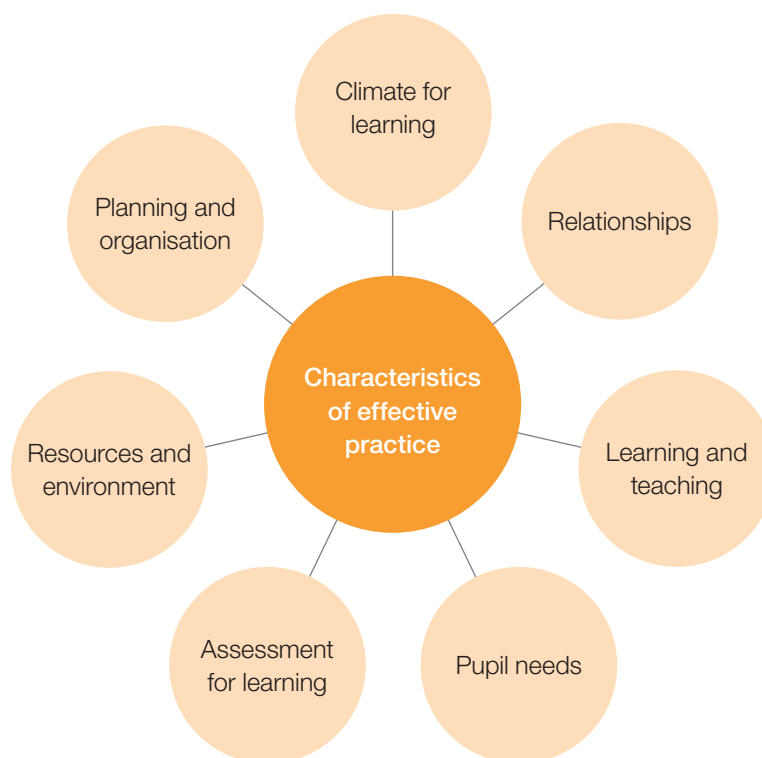 Climate for
learning
Relationships
Learning and
teaching
Pupil needs
Assessment
for learning
Resources and
environment
Planning and
organisation
Characteristics
of effective
practice